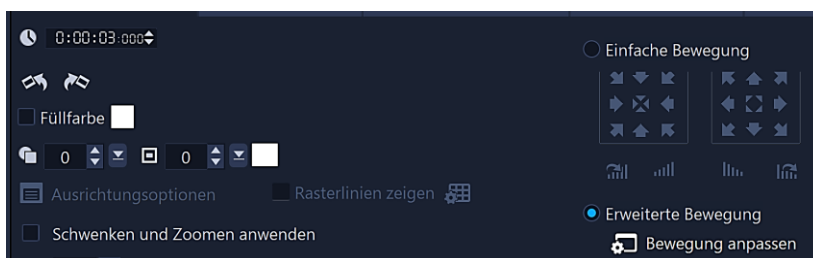 0:00:03:000
Einfache Bewegung
Füllfarbe
0 0
Ausrichtungsoptionen Rasterlinien zeigen
Erweiterte Bewegung
Schwenken und Zoomen anwenden
Bewegung anpassen